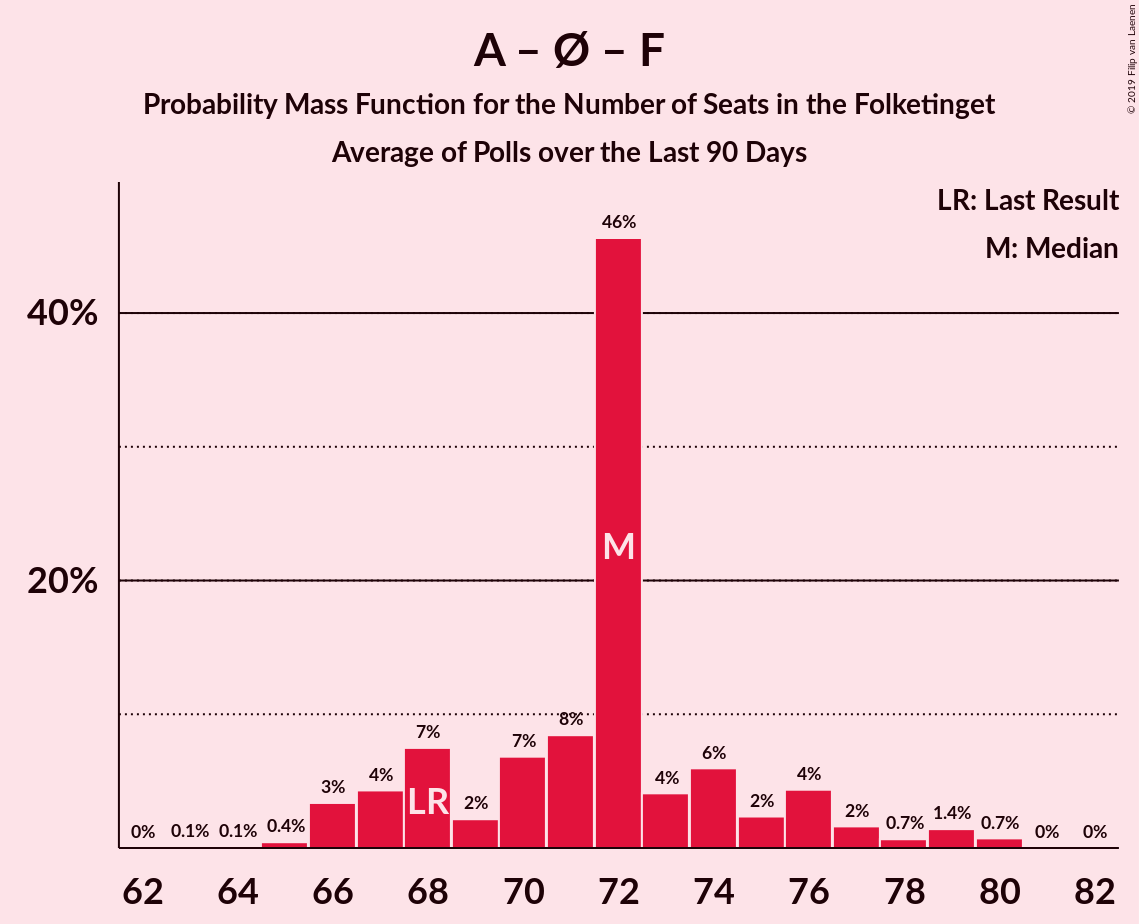 A – Ø – F
Probability Mass Function for the Number of Seats in the Folketinget
Average of Polls over the Last 90 Days
© 2019 Filip van Laenen
LR: Last Result
M: Median
40%
20%
0%
0.1%
0.1%
0.4%
3%
4%
7%
2%
7%
8%
46%
4%
6%
2%
4%
2%
0.7%
1.4%
0.7%
0%
0%
LR
M
62 64 66 68 70 72 74 76 78 80 82